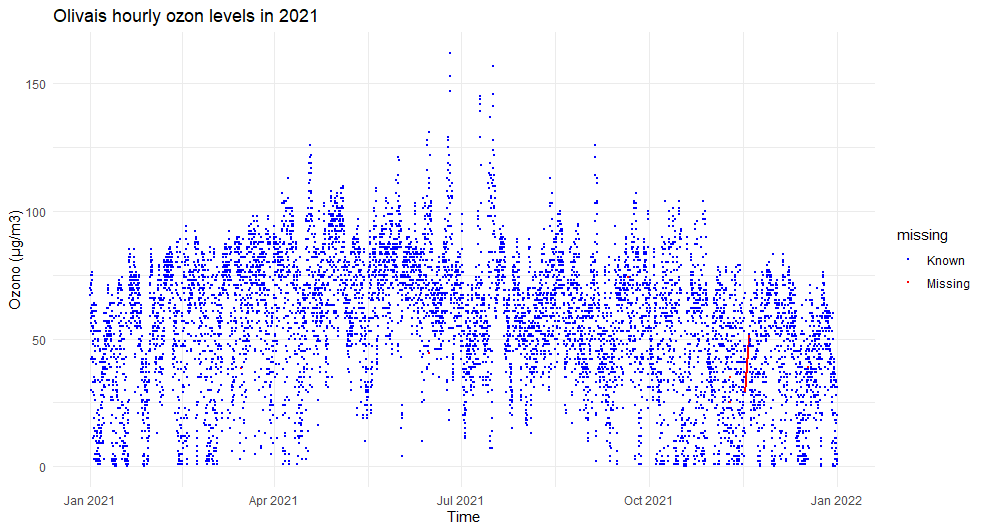 Olivais hourly ozon levels in 2021
Ozono (µg/m3)
150
100
50
0
Jan 2021
Apr 2021
Jul 2021
Oct 2021
Jan 2022
Time
missing
Known
Missing